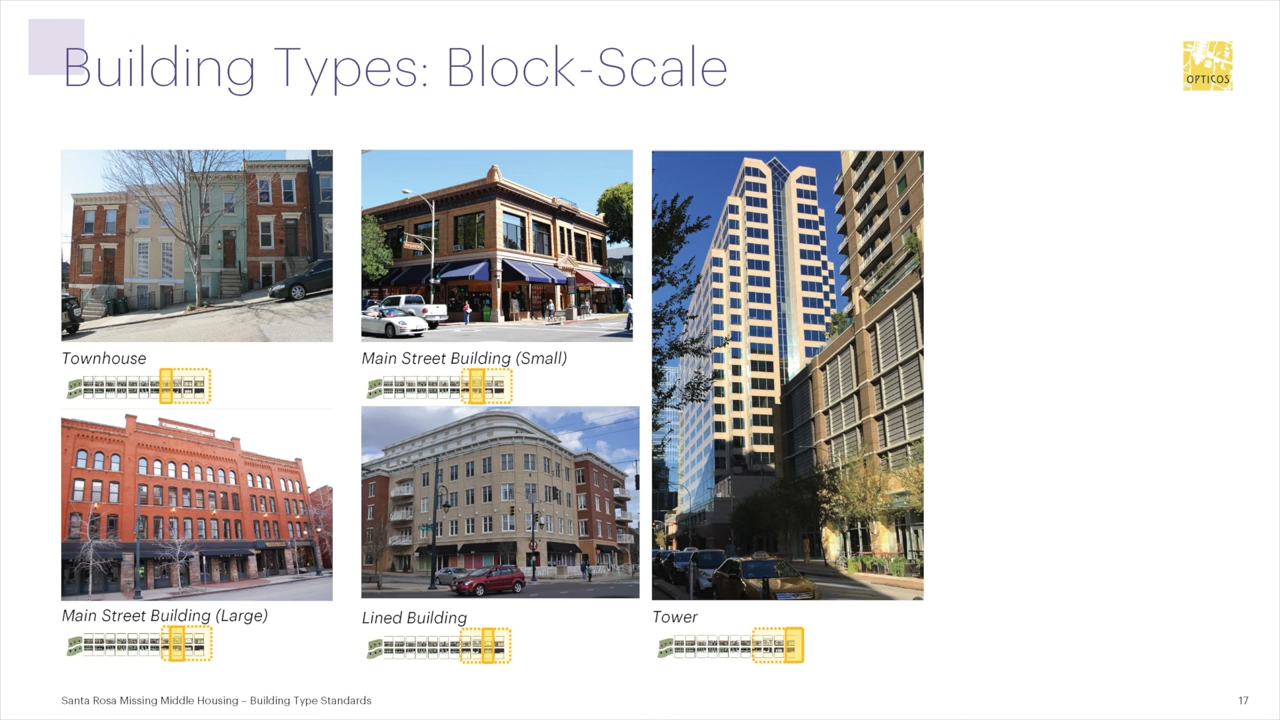 Building Types: Block-Scale
OPTICOS
Townhouse
Main Street Building (Small)
Main Street Building (Large)
Lined Building
Tower
Santa Rosa Missing Middle Housing – Building Type Standards
17